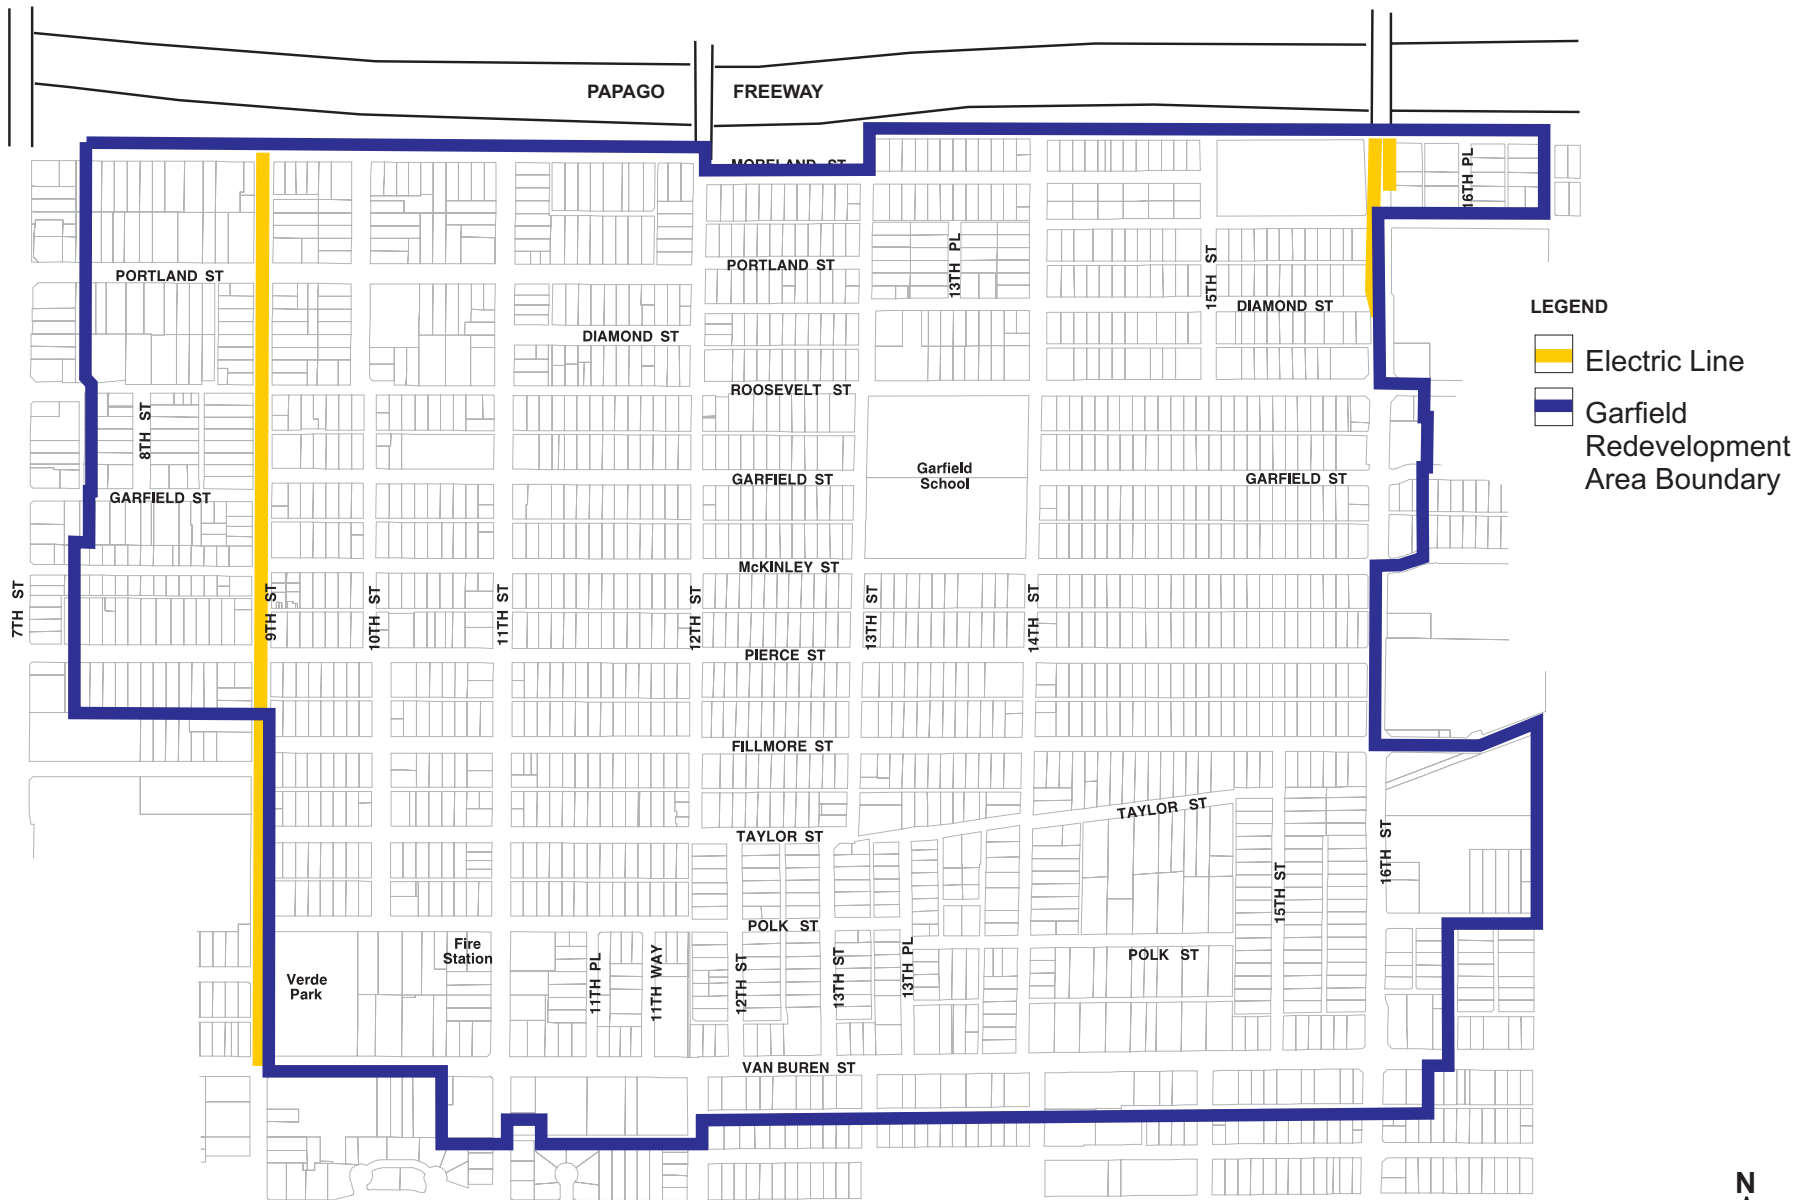 PAPAGO FREEWAY
MORELAND ST
16TH PL
PORTLAND ST
PORTLAND ST
13TH PL
15TH ST
DIAMOND ST
DIAMOND ST
LEGEND
Electric Line
Garfield
Redevelopment
Area Boundary
ROOSEVELT ST
8TH ST
GARFIELD ST
GARFIELD ST
Garfield
School
GARFIELD ST
McKINLEY ST
7TH ST
9TH ST
10TH ST
11TH ST
12TH ST
13TH ST
14TH ST
PIERCE ST
FILLMORE ST
TAYLOR ST
TAYLOR ST
16TH ST
15TH ST
POLK ST
POLK ST
Fire
Station
Verde
Park
11TH PL
11TH WAY
12TH ST
13TH ST
13TH PL
VAN BUREN ST
N